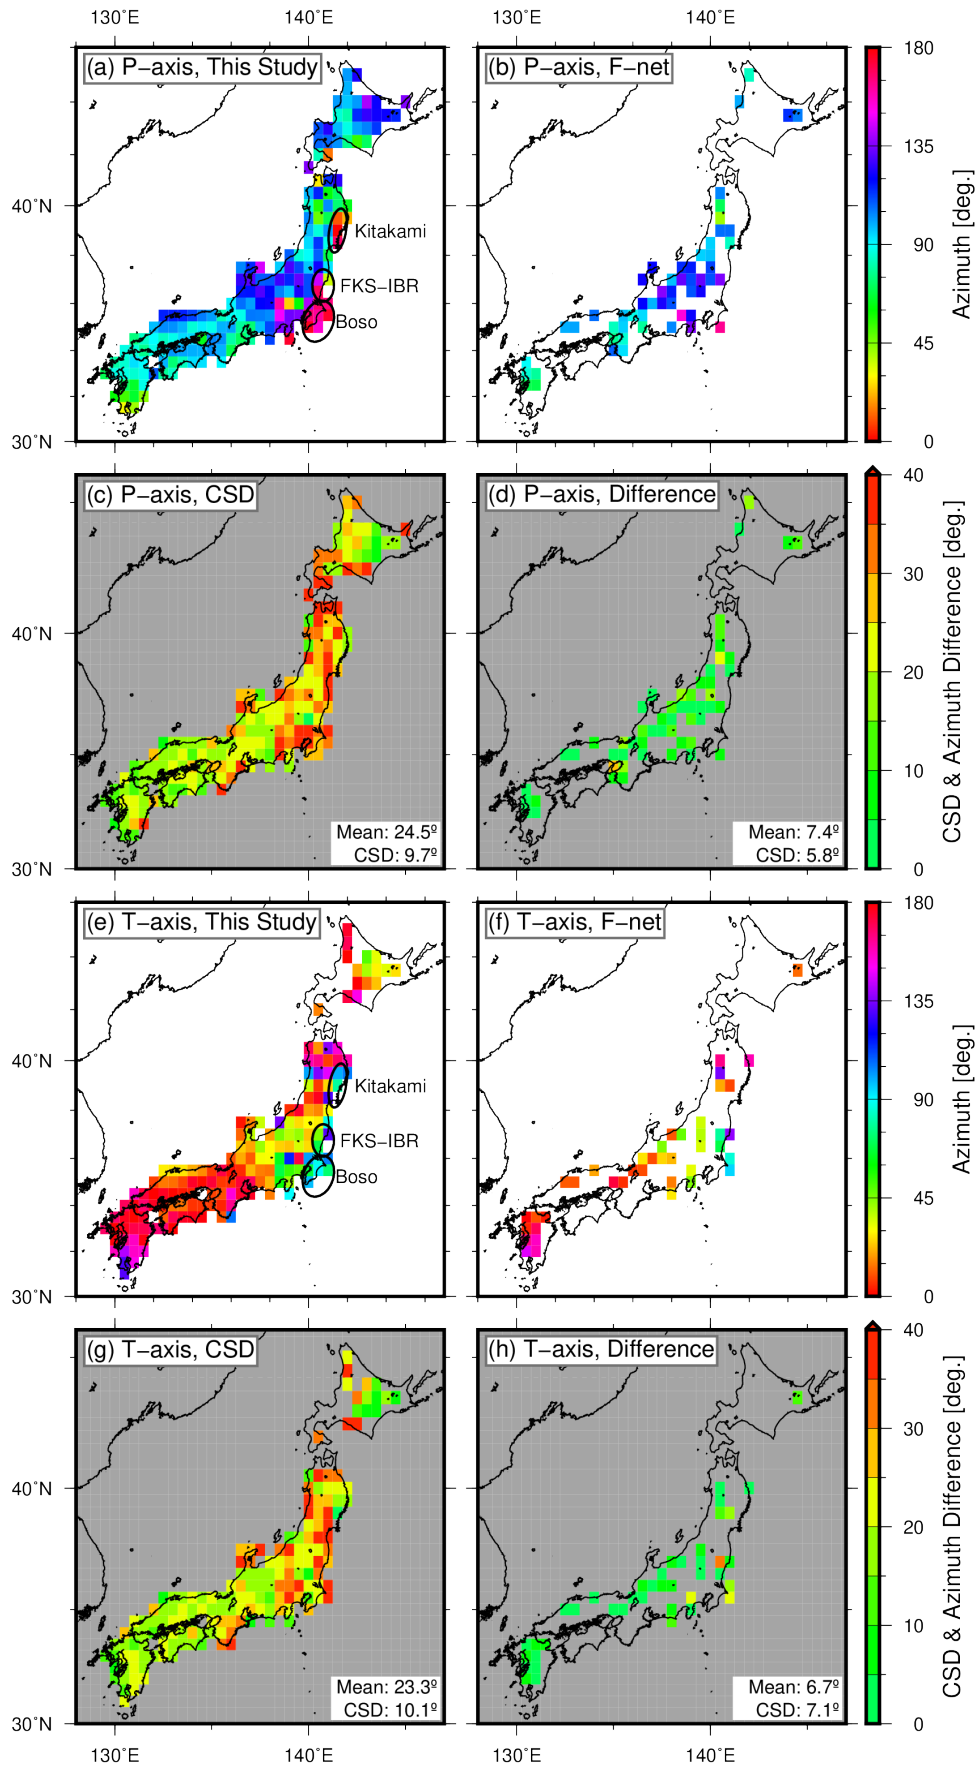 130˚E 140˚E
(a) P−axis, This Study
(b) P−axis, F−net
180
135
90
45
0
Azimuth [deg.]
40˚N
30˚N
Kitakami
FKS−IBR
Boso
(c) P−axis, CSD
(d) P−axis, Difference
40
30
20
10
0
CSD & Azimuth Difference [deg.]
40˚N
30˚N
Mean: 24.5º
CSD: 9.7º
Mean: 7.4º
CSD: 5.8º
(e) T−axis, This Study
(f) T−axis, F−net
180
135
90
45
0
Azimuth [deg.]
40˚N
30˚N
Kitakami
FKS−IBR
Boso
(g) T−axis, CSD
(h) T−axis, Difference
40
30
20
10
0
CSD & Azimuth Difference [deg.]
40˚N
30˚N
Mean: 23.3º
CSD: 10.1º
Mean: 6.7º
CSD: 7.1º
130˚E 140˚E 130˚E 140˚E